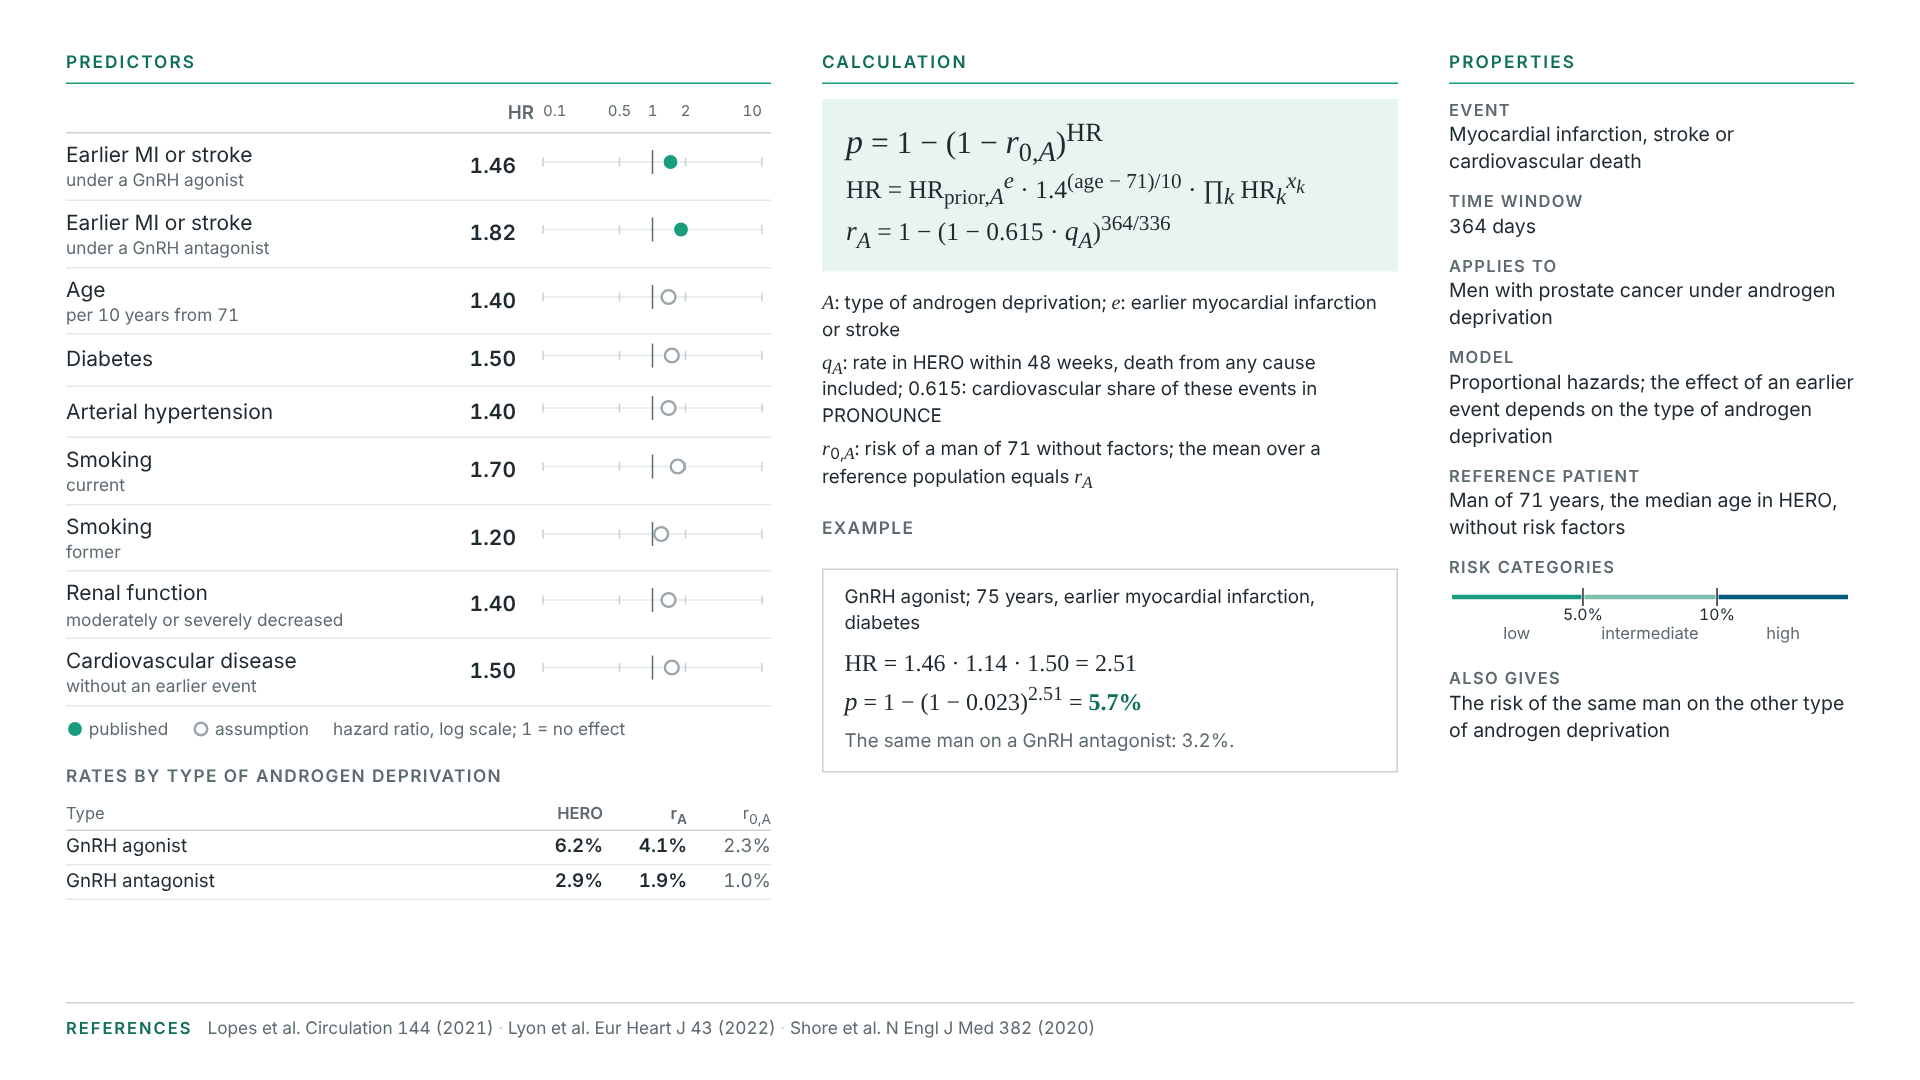 PREDICTORS
HR 0.1 0.5 1 2 10
Earlier MI or stroke
under a GnRH agonist
1.46
Earlier MI or stroke
under a GnRH antagonist
1.82
Age
per 10 years from 71
1.40
Diabetes
1.50
Arterial hypertension
1.40
Smoking
current
1.70
Smoking
former
1.20
Renal function
moderately or severely decreased
1.40
Cardiovascular disease
without an earlier event
1.50
published assumption hazard ratio, log scale; 1 = no effect
RATES BY TYPE OF ANDROGEN DEPRIVATION
Type HERO r_A r_0,A
GnRH agonist 6.2% 4.1% 2.3%
GnRH antagonist 2.9% 1.9% 1.0%
CALCULATION
p = 1 − (1 − r_0,A)^HR
HR = HR_prior,A^e · 1.4^(age − 71)/10 · ∏_k HR_k^x_k
r_A = 1 − (1 − 0.615 · q_A)^364/336
A: type of androgen deprivation; e: earlier myocardial infarction
or stroke
q_A: rate in HERO within 48 weeks, death from any cause
included; 0.615: cardiovascular share of these events in
PRONOUNCE
r_0,A: risk of a man of 71 without factors; the mean over a
reference population equals r_A
EXAMPLE
GnRH agonist; 75 years, earlier myocardial infarction,
diabetes
HR = 1.46 · 1.14 · 1.50 = 2.51
p = 1 − (1 − 0.023)^2.51 = 5.7%
The same man on a GnRH antagonist: 3.2%.
PROPERTIES
EVENT
Myocardial infarction, stroke or
cardiovascular death
TIME WINDOW
364 days
APPLIES TO
Men with prostate cancer under androgen
deprivation
MODEL
Proportional hazards; the effect of an earlier
event depends on the type of androgen
deprivation
REFERENCE PATIENT
Man of 71 years, the median age in HERO,
without risk factors
RISK CATEGORIES
5.0% 10%
low intermediate high
ALSO GIVES
The risk of the same man on the other type
of androgen deprivation
REFERENCES Lopes et al. Circulation 144 (2021) · Lyon et al. Eur Heart J 43 (2022) · Shore et al. N Engl J Med 382 (2020)